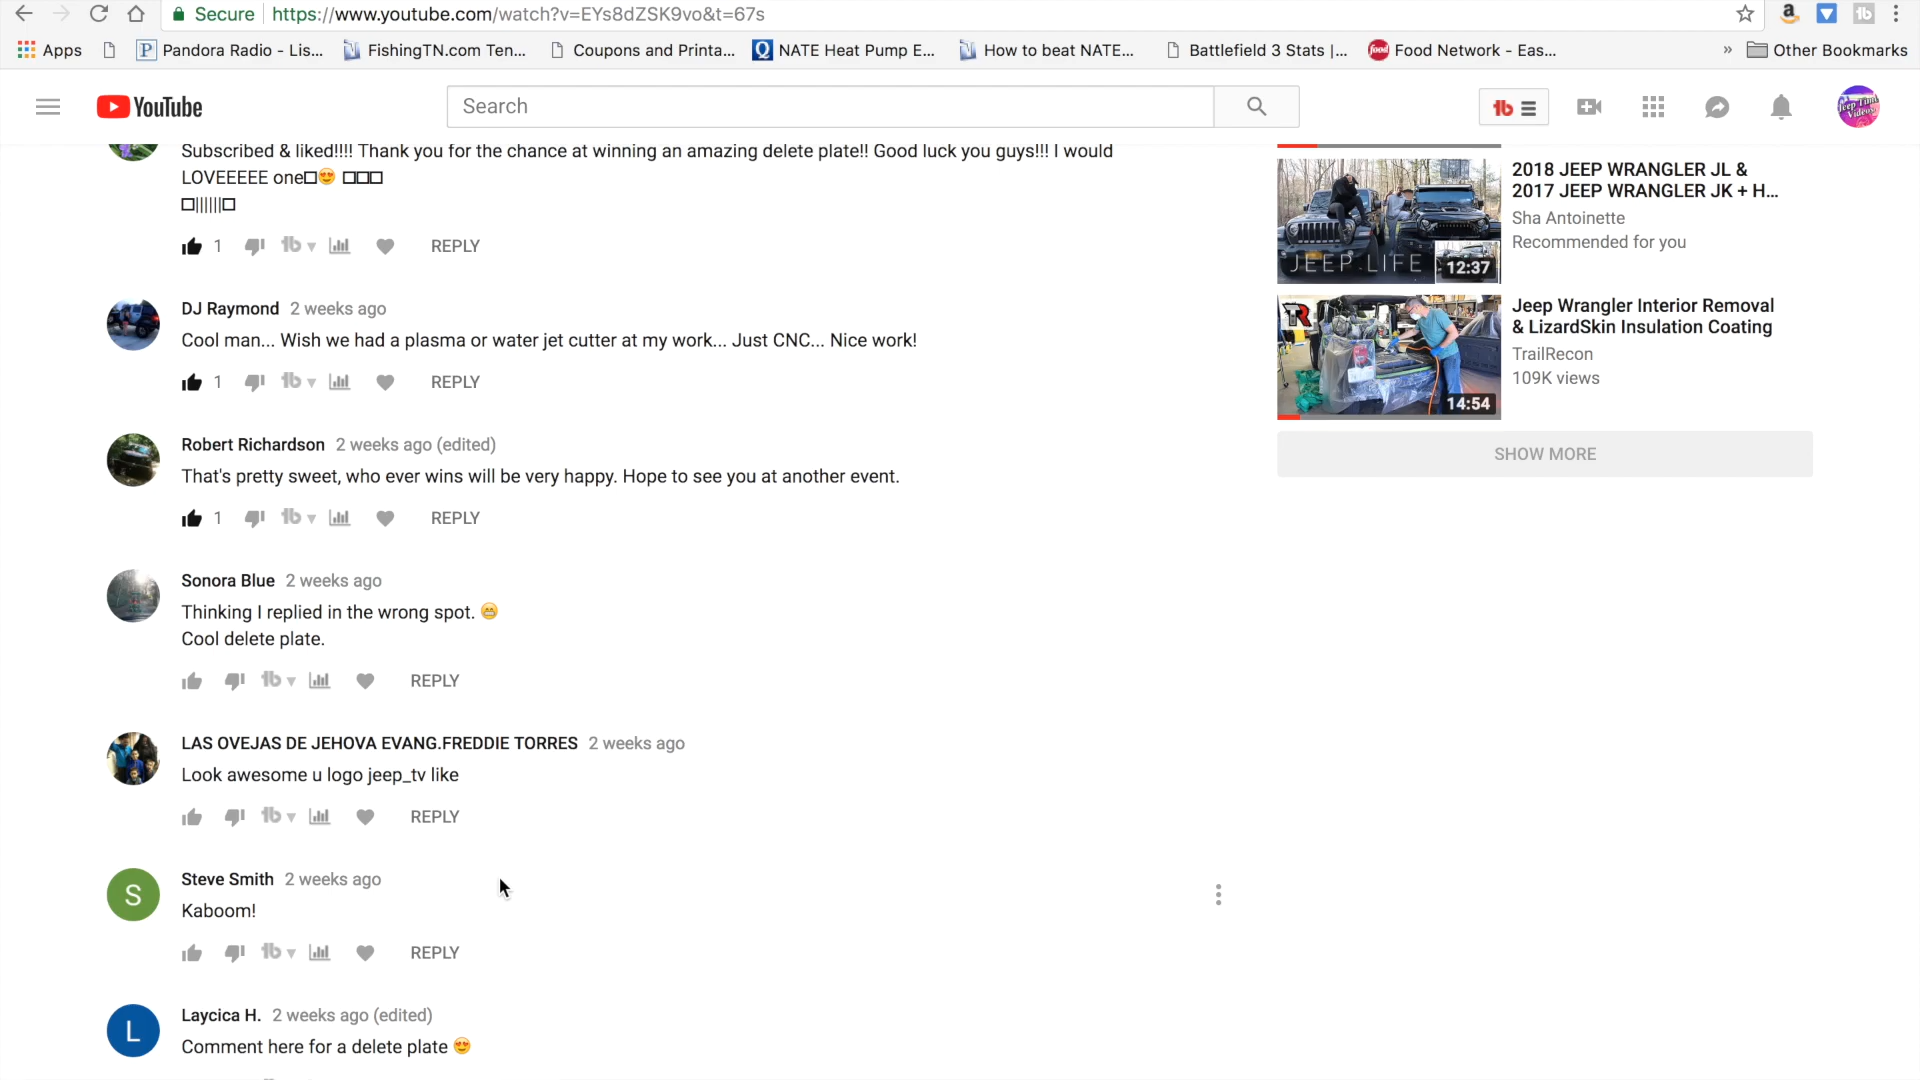 Secure https://www.youtube.com/watch?v=EYs8dZSK9vo&t=67s
Apps Pandora Radio - Lis... FishingTN.com Ten... Coupons and Printa... NATE Heat Pump E... How to beat NATE... Battlefield 3 Stats |... Food Network - Eas... » Other Bookmarks
YouTube Search
Subscribed & liked!!!! Thank you for the chance at winning an amazing delete plate!! Good luck you guys!!! I would
LOVEEEEE one□😍 □□□
□||||||□
1 REPLY
DJ Raymond 2 weeks ago
Cool man... Wish we had a plasma or water jet cutter at my work... Just CNC... Nice work!
1 REPLY
Robert Richardson 2 weeks ago (edited)
That's pretty sweet, who ever wins will be very happy. Hope to see you at another event.
1 REPLY
Sonora Blue 2 weeks ago
Thinking I replied in the wrong spot. 😁
Cool delete plate.
REPLY
LAS OVEJAS DE JEHOVA EVANG.FREDDIE TORRES 2 weeks ago
Look awesome u logo jeep_tv like
REPLY
S
Steve Smith 2 weeks ago
Kaboom!
REPLY
L
Laycica H. 2 weeks ago (edited)
Comment here for a delete plate 😍
JEEP LIFE 12:37
2018 JEEP WRANGLER JL &
2017 JEEP WRANGLER JK + H...
Sha Antoinette
Recommended for you
TR
14:54
Jeep Wrangler Interior Removal
& LizardSkin Insulation Coating
TrailRecon
109K views
SHOW MORE